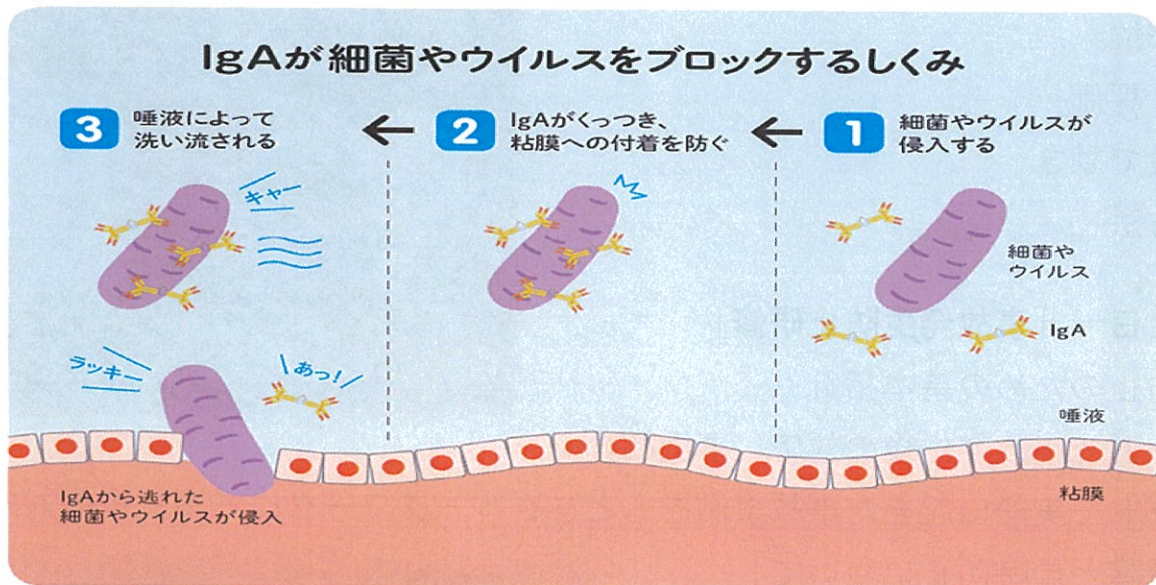 IgAが細菌やウイルスをブロックするしくみ
1
細菌やウイルスが
侵入する
2
IgAがくっつき、
粘膜への付着を防ぐ
3
唾液によって
洗い流される
細菌や
ウイルス
IgA
唾液
粘膜
キャー
ラッキー
あっ!
IgAから逃れた
細菌やウイルスが侵入